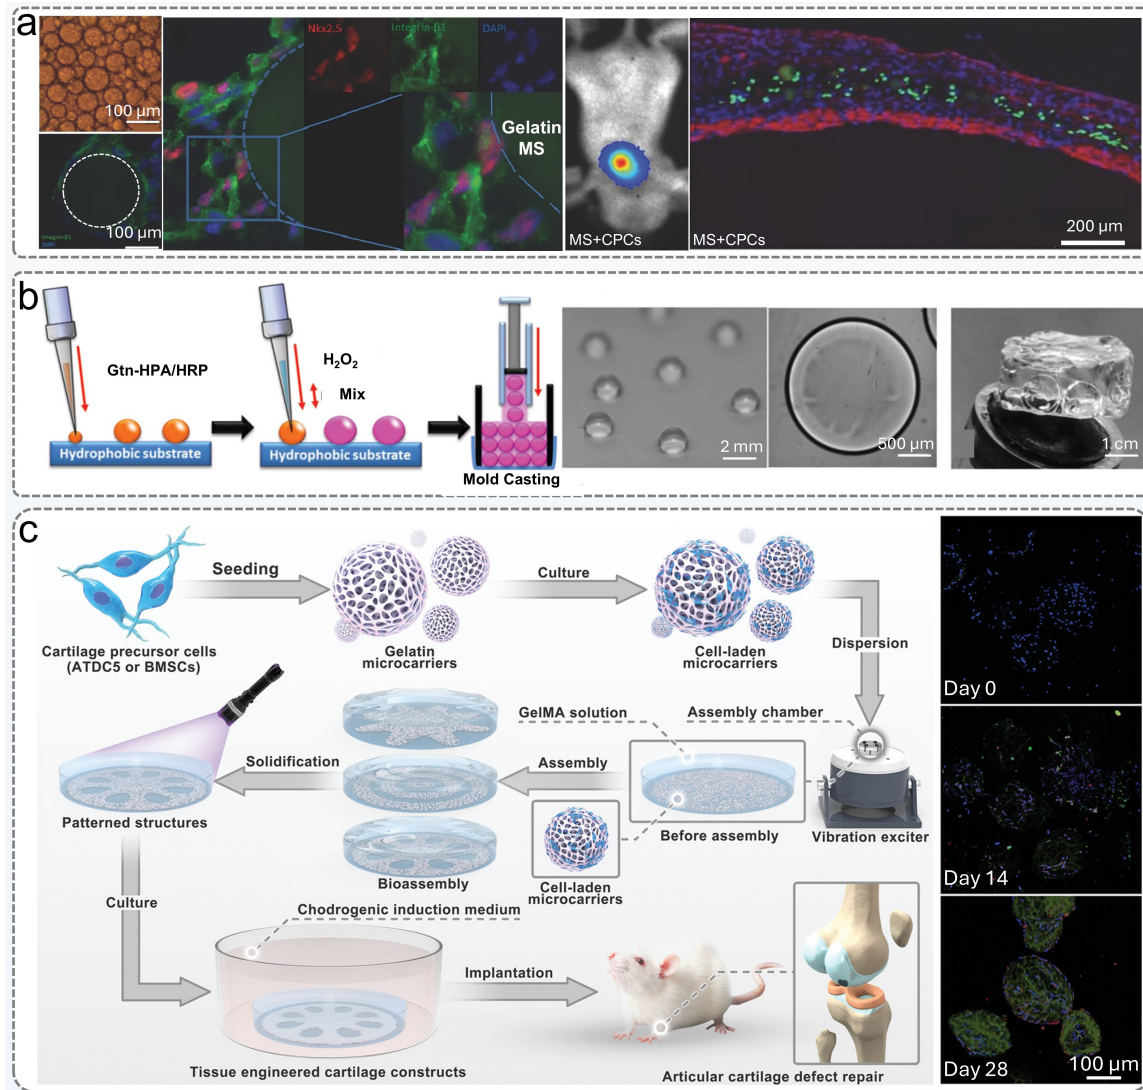 a
100 µm
Integrin-β1
DAPI
100 µm
Nkx2.5
Integrin-β1
DAPI
Gelatin
MS
MS+CPCs
MS+CPCs
200 µm
b
Gtn-HPA/HRP
Hydrophobic substrate
H₂O₂
Mix
Hydrophobic substrate
Mold Casting
2 mm
500 µm
1 cm
c
Seeding
Culture
Cartilage precursor cells
(ATDC5 or BMSCs)
Gelatin
microcarriers
Cell-laden
microcarriers
Dispersion
GelMA solution
Assembly chamber
Solidification
Assembly
Patterned structures
Before assembly
Vibration exciter
Bioassembly
Cell-laden
microcarriers
Culture
Chodrogenic induction medium
Implantation
Tissue engineered cartilage constructs
Articular cartilage defect repair
Day 0
Day 14
Day 28
100 µm